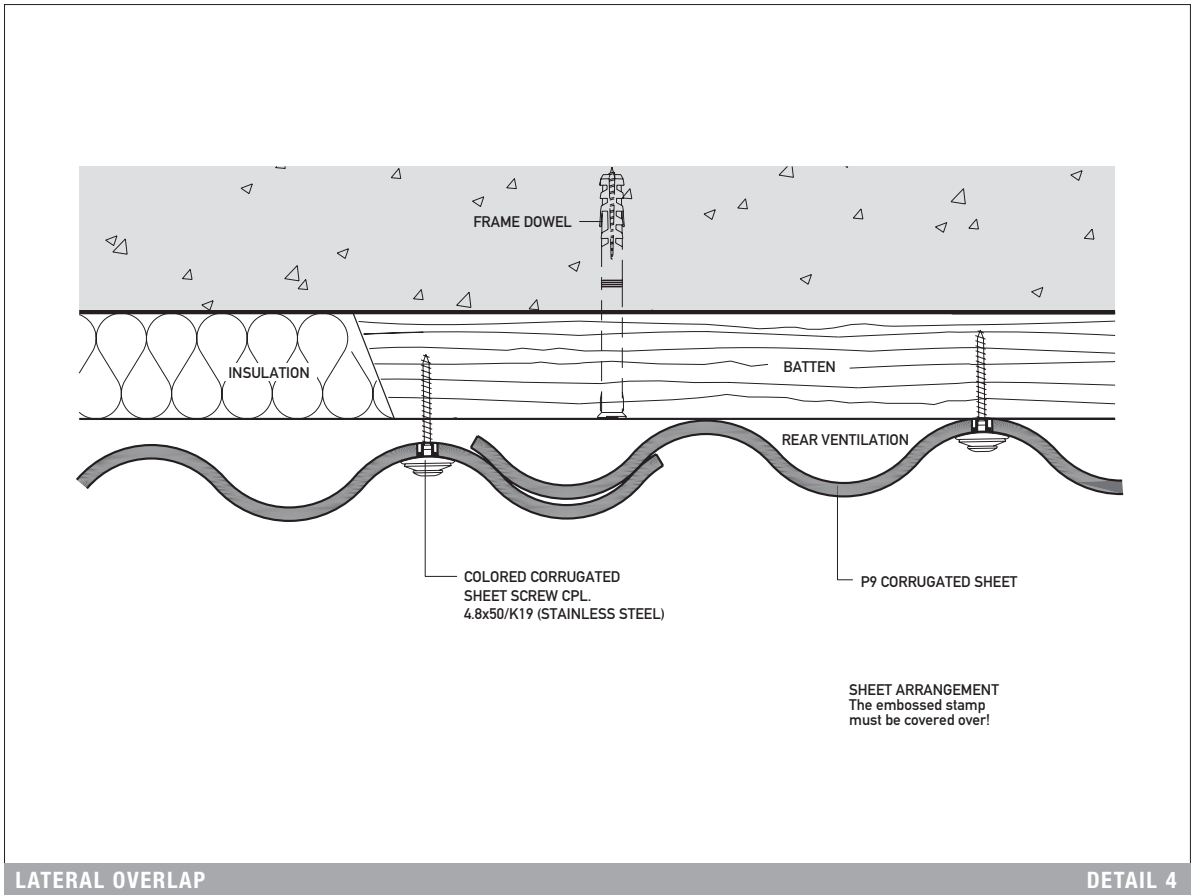 FRAME DOWEL
INSULATION
BATTEN
REAR VENTILATION
COLORED CORRUGATED
SHEET SCREW CPL.
4.8x50/K19 (STAINLESS STEEL)
P9 CORRUGATED SHEET
SHEET ARRANGEMENT
The embossed stamp
must be covered over!
LATERAL OVERLAP
DETAIL 4